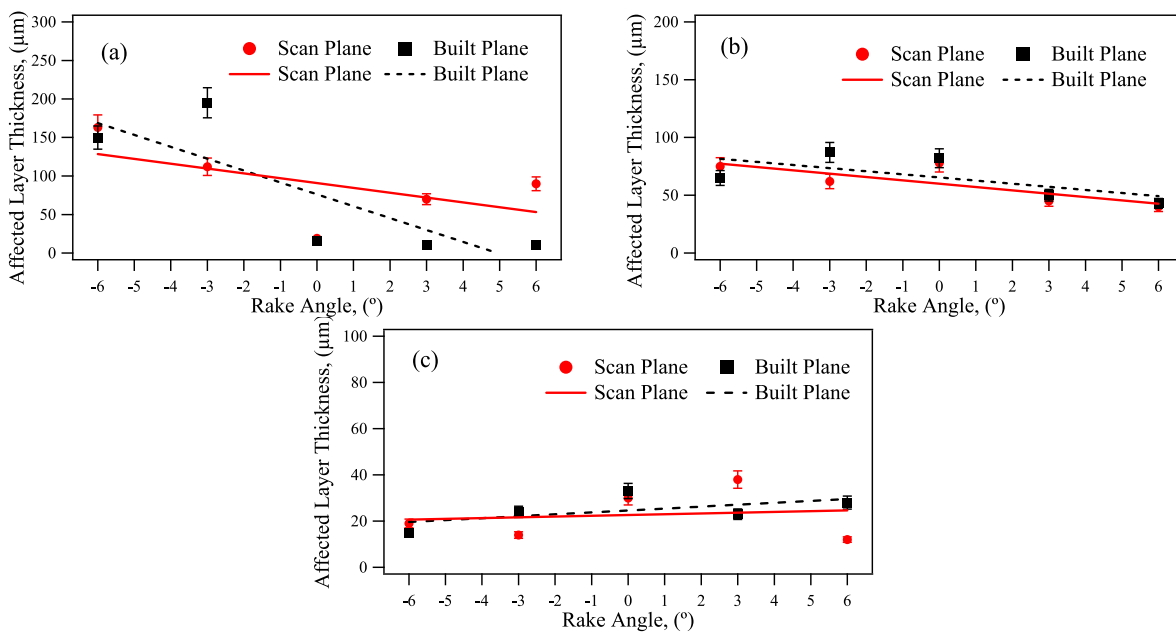 Affected Layer Thickness, (μm)
300
250
200
150
100
50
0
(a)
Scan Plane
Built Plane
Scan Plane
Built Plane
-6 -5 -4 -3 -2 -1 0 1 2 3 4 5 6
Rake Angle, (º)
Affected Layer Thickness, (μm)
200
150
100
50
0
(b)
Scan Plane
Built Plane
Scan Plane
Built Plane
-6 -5 -4 -3 -2 -1 0 1 2 3 4 5 6
Rake Angle, (º)
Affected Layer Thickness, (μm)
100
80
60
40
20
0
(c)
Scan Plane
Built Plane
Scan Plane
Built Plane
-6 -5 -4 -3 -2 -1 0 1 2 3 4 5 6
Rake Angle, (º)